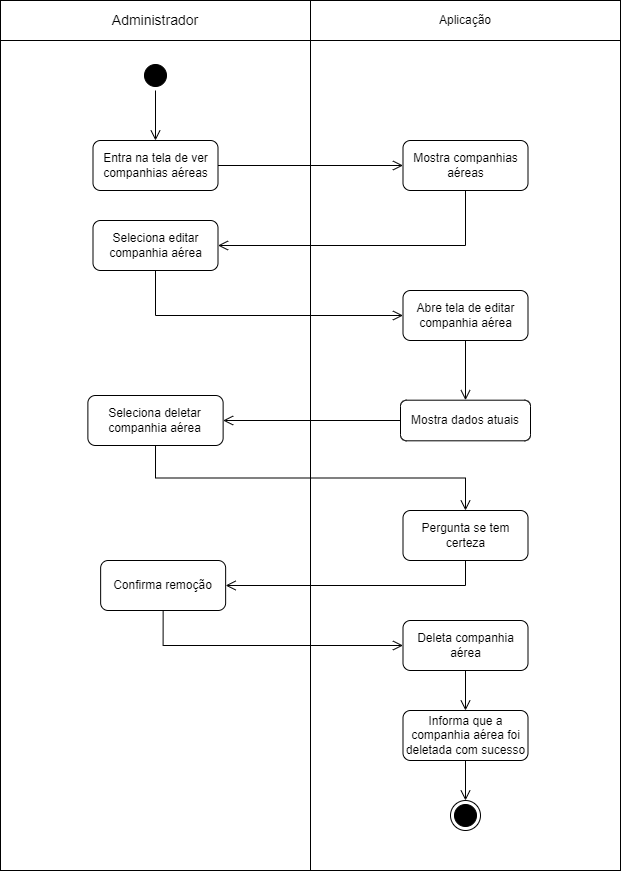 Administrador
Aplicação
Entra na tela de ver
companhias aéreas
Mostra companhias
aéreas
Seleciona editar
companhia aérea
Abre tela de editar
companhia aérea
Seleciona deletar
companhia aérea
Mostra dados atuais
Pergunta se tem
certeza
Confirma remoção
Deleta companhia
aérea
Informa que a
companhia aérea foi
deletada com sucesso